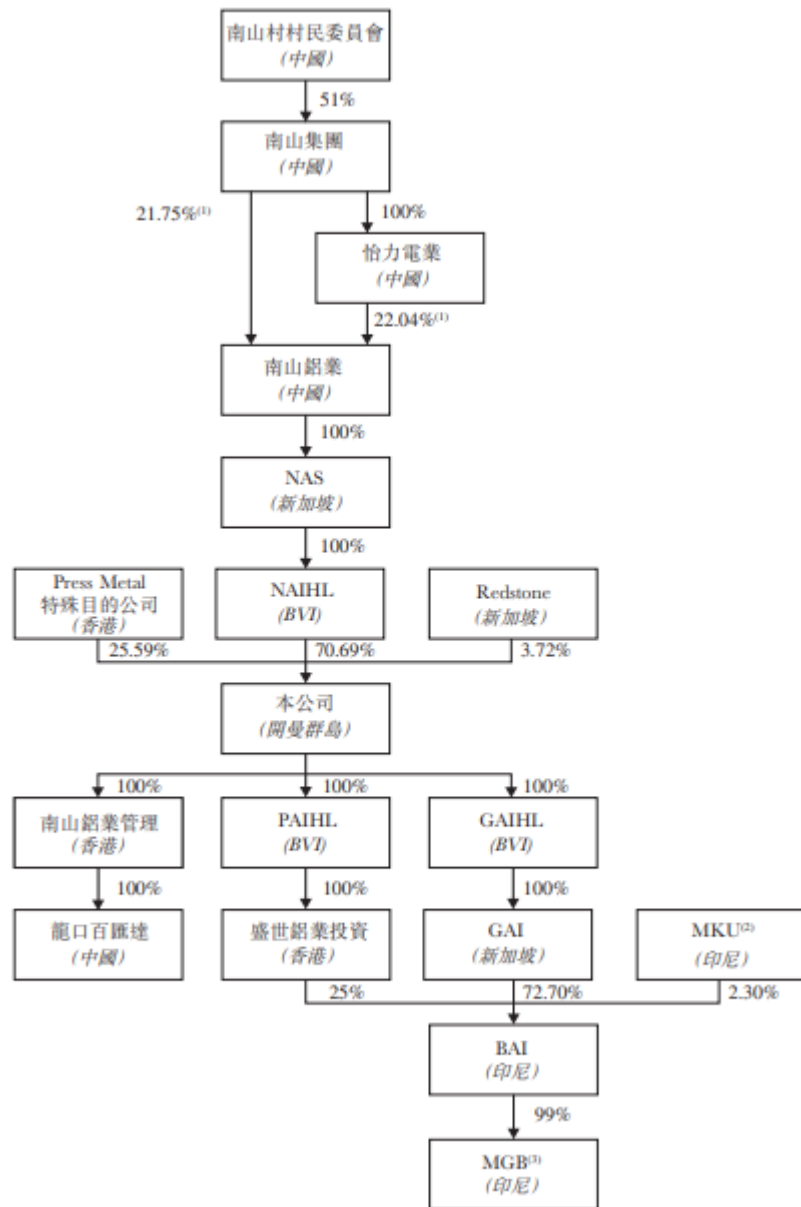 南山村村民委員會
(中國)
51%
南山集團
(中國)
21.75%(1)
100%
怡力電業
(中國)
22.04%(1)
南山鋁業
(中國)
100%
NAS
(新加坡)
100%
Press Metal
特殊目的公司
(香港)
NAIHL
(BVI)
Redstone
(新加坡)
25.59%
70.69%
3.72%
本公司
(開曼群島)
100%
100%
100%
南山鋁業管理
(香港)
PAIHL
(BVI)
GAIHL
(BVI)
100%
100%
100%
龍口百匯達
(中國)
盛世鋁業投資
(香港)
GAI
(新加坡)
MKU(2)
(印尼)
25%
72.70%
2.30%
BAI
(印尼)
99%
MGB(3)
(印尼)